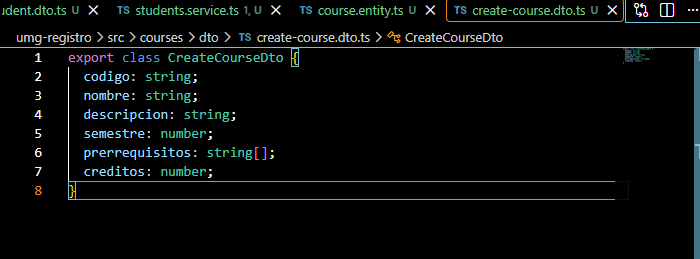 udent.dto.ts U TS students.service.ts 1, U TS course.entity.ts U TS create-course.dto.ts U
umg-registro > src > courses > dto > TS create-course.dto.ts > CreateCourseDto
1 export class CreateCourseDto {
2 codigo: string;
3 nombre: string;
4 descripcion: string;
5 semestre: number;
6 prerrequisitos: string[];
7 creditos: number;
8 }